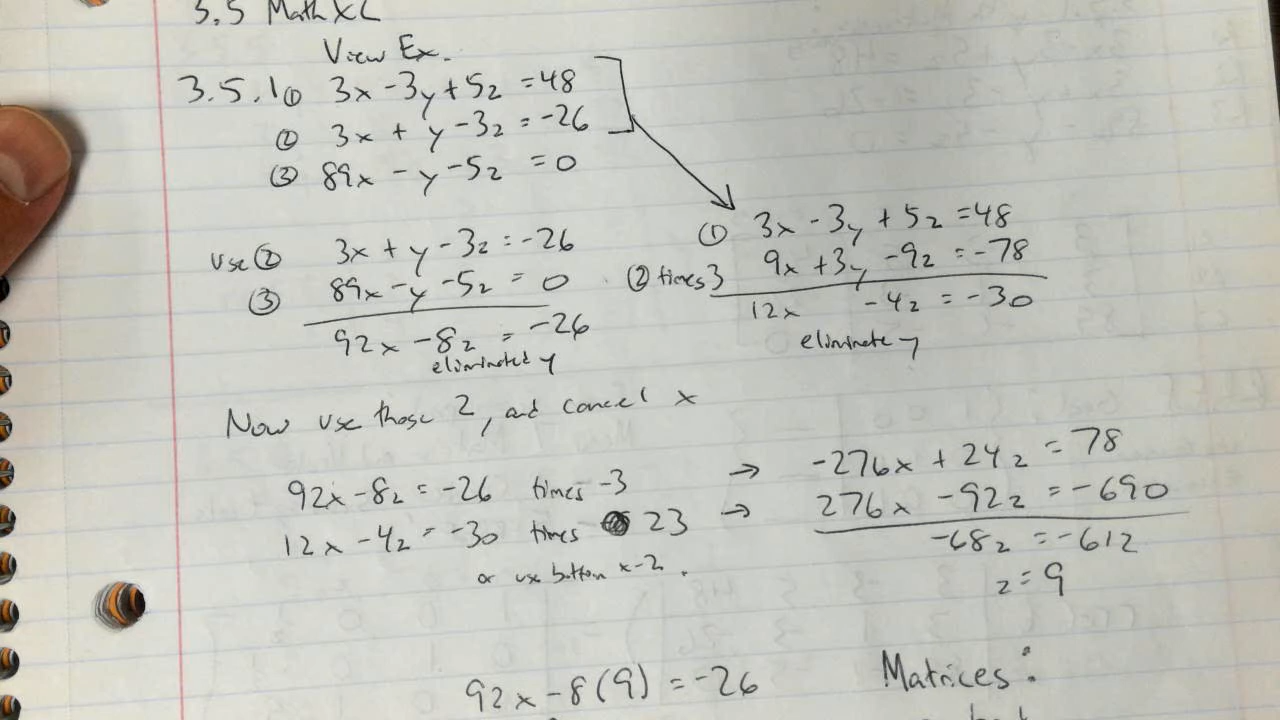 3.5 Math XL
View Ex.
3.5.1 ① 3x - 3y + 5z = 48
② 3x + y - 3z = -26
③ 89x - y - 5z = 0
Use ② 3x + y - 3z = -26
③ 89x - y - 5z = 0
92x - 8z = -26
eliminated y
① 3x - 3y + 5z = 48
② times 3 9x + 3y - 9z = -78
12x - 4z = -30
eliminate y
Now use those 2, and cancel x
92x - 8z = -26 times -3 → -276x + 24z = 78
12x - 4z = -30 times 23 → 276x - 92z = -690
or use bottom x -2.
-68z = -612
z = 9
92x - 8(9) = -26
Matrices: